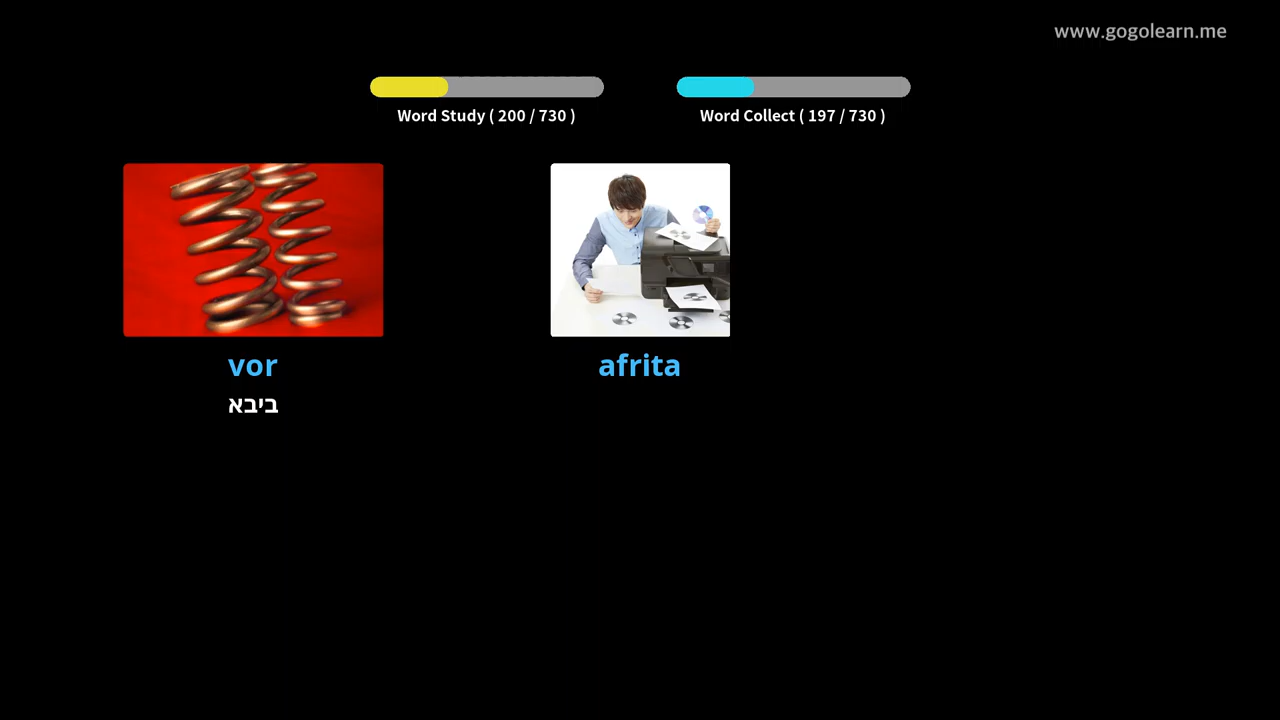 www.gogolearn.me
Word Study ( 200 / 730 )
Word Collect ( 197 / 730 )
vor
afrita
ביבא